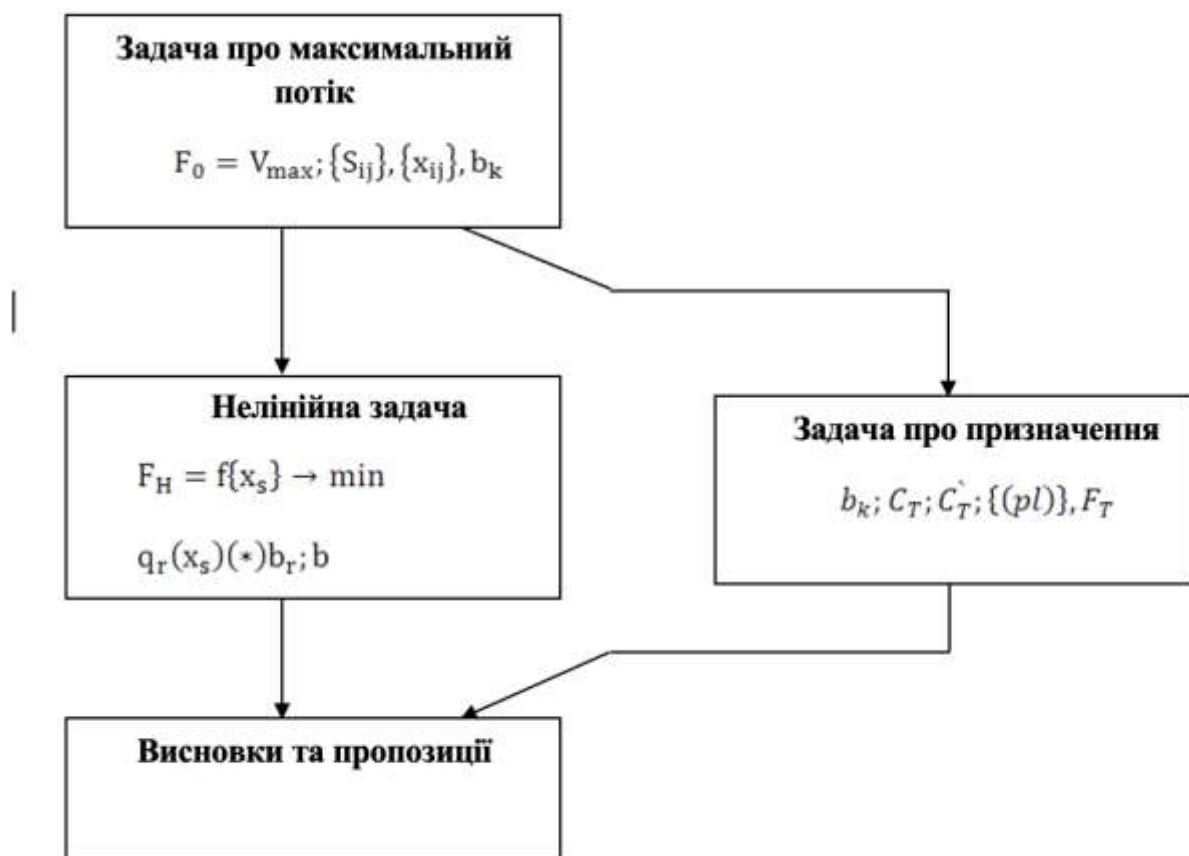 Задача про максимальний
потік
F₀ = V_max; {S_ij}, {x_ij}, b_k
Нелінійна задача
F_H = f{x_s} → min
q_r(x_s)(*)b_r; b
Задача про призначення
b_k; C_T; C_T`; {(pl)}, F_T
Висновки та пропозиції